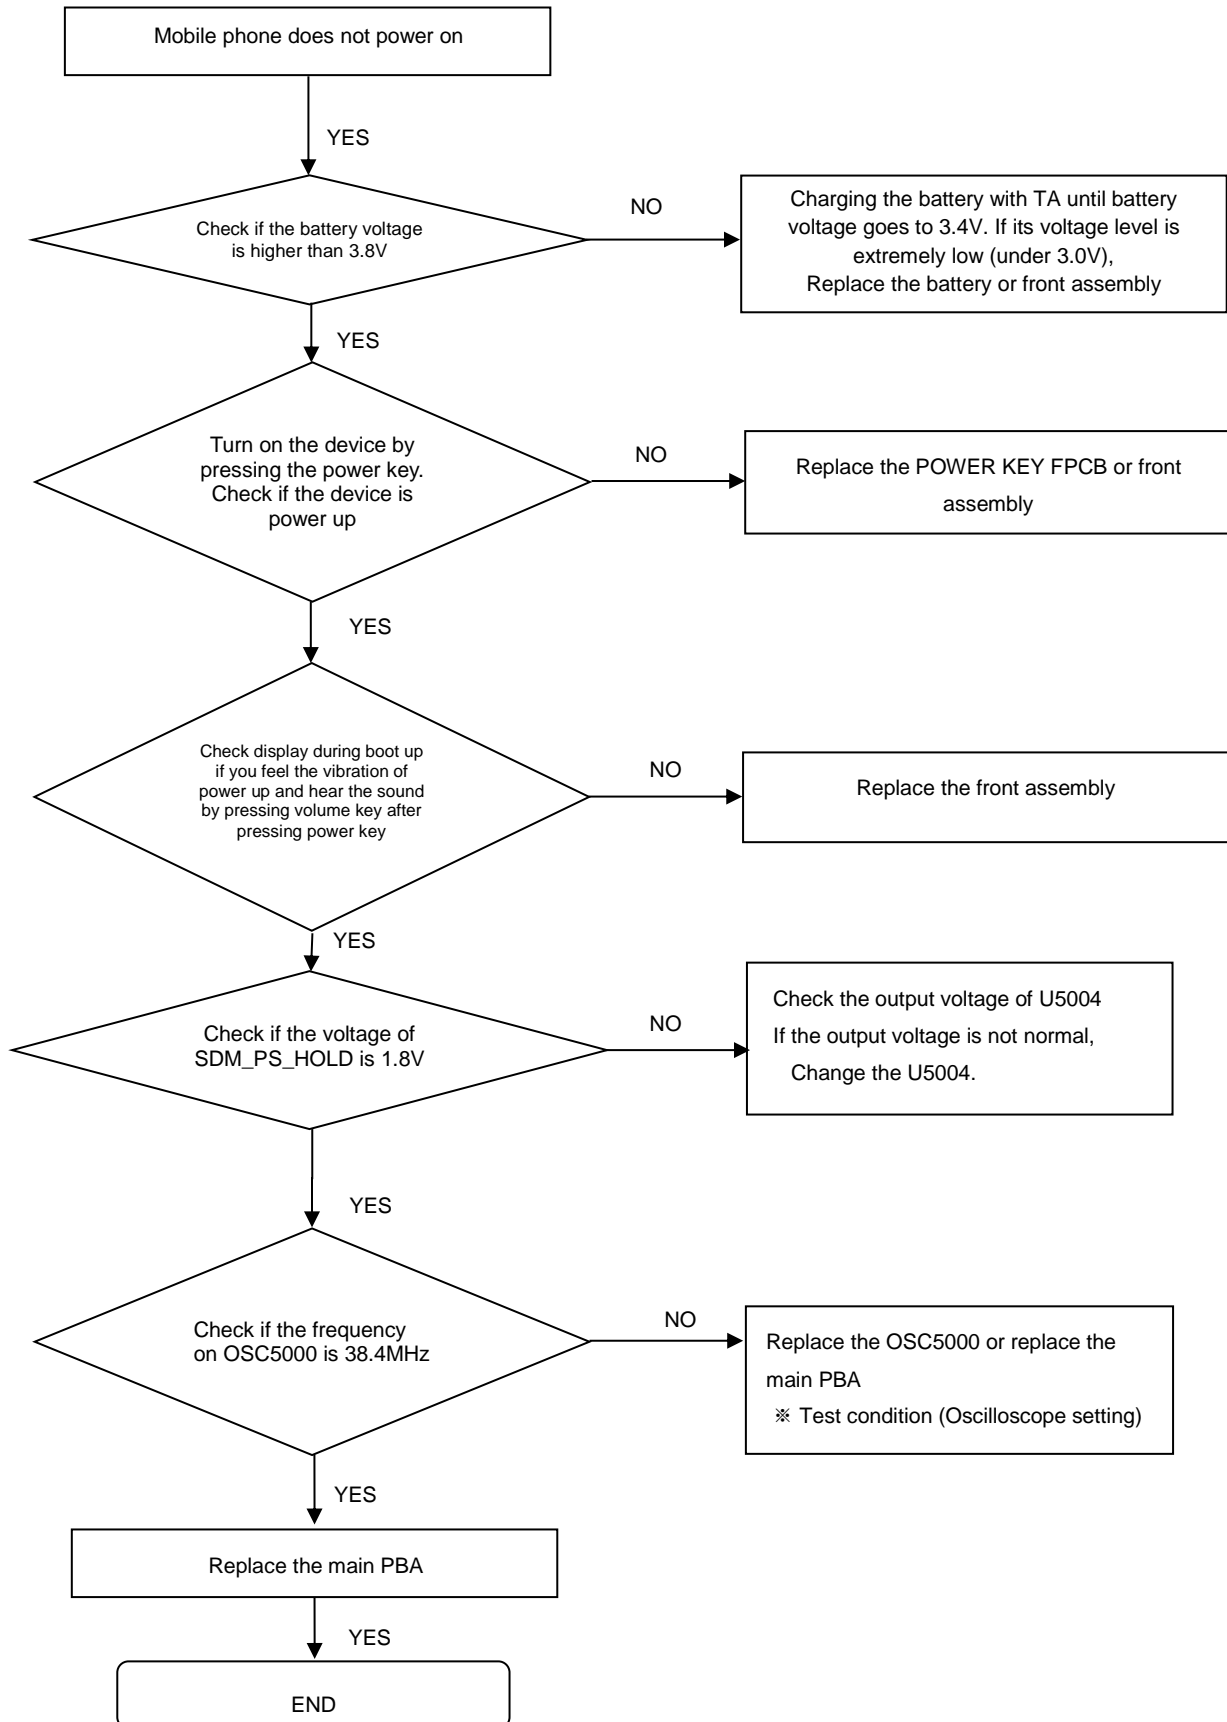 Mobile phone does not power on
YES
Check if the battery voltage
is higher than 3.8V
NO
Charging the battery with TA until battery
voltage goes to 3.4V. If its voltage level is
extremely low (under 3.0V),
Replace the battery or front assembly
YES
Turn on the device by
pressing the power key.
Check if the device is
power up
NO
Replace the POWER KEY FPCB or front
assembly
YES
Check display during boot up
if you feel the vibration of
power up and hear the sound
by pressing volume key after
pressing power key
NO
Replace the front assembly
YES
Check if the voltage of
SDM_PS_HOLD is 1.8V
NO
Check the output voltage of U5004
If the output voltage is not normal,
Change the U5004.
YES
Check if the frequency
on OSC5000 is 38.4MHz
NO
Replace the OSC5000 or replace the
main PBA
※ Test condition (Oscilloscope setting)
YES
Replace the main PBA
YES
END